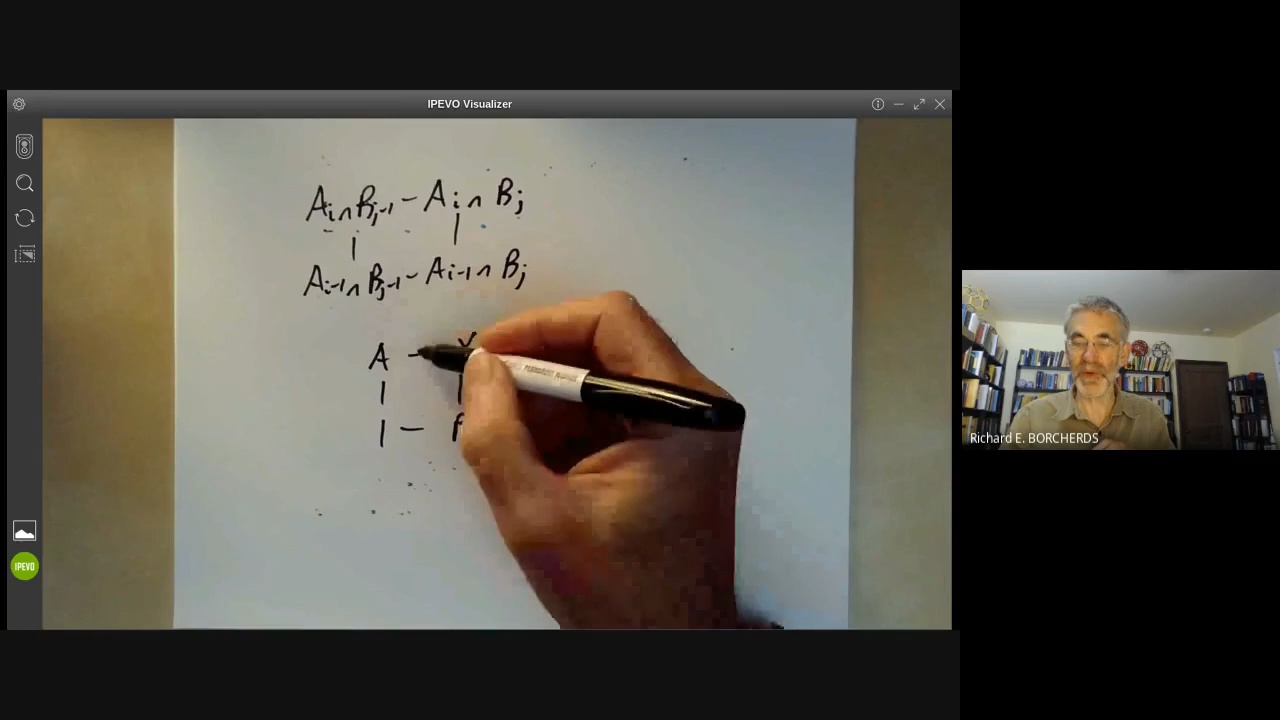 IPEVO Visualizer
A_i ∩ B_{j-1} – A_i ∩ B_j
| |
A_{i-1} ∩ B_{j-1} – A_{i-1} ∩ B_j
A –
|
1 –
Richard E. BORCHERDS
IPEVO